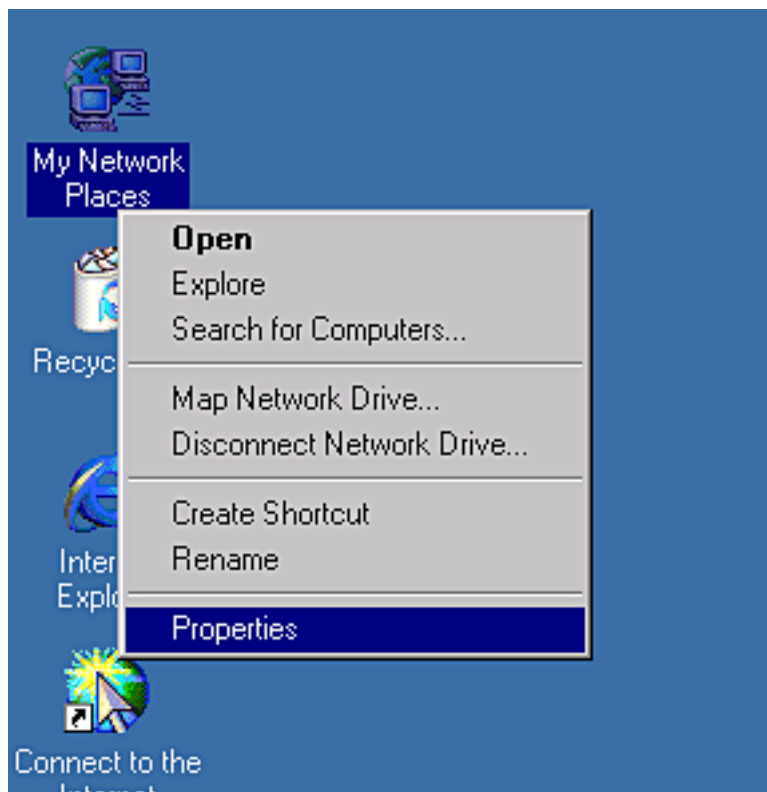 My Network
Places
Open
Explore
Search for Computers...
Map Network Drive...
Disconnect Network Drive...
Create Shortcut
Rename
Properties
Recyc
Inter
Explo
Connect to the
Internet